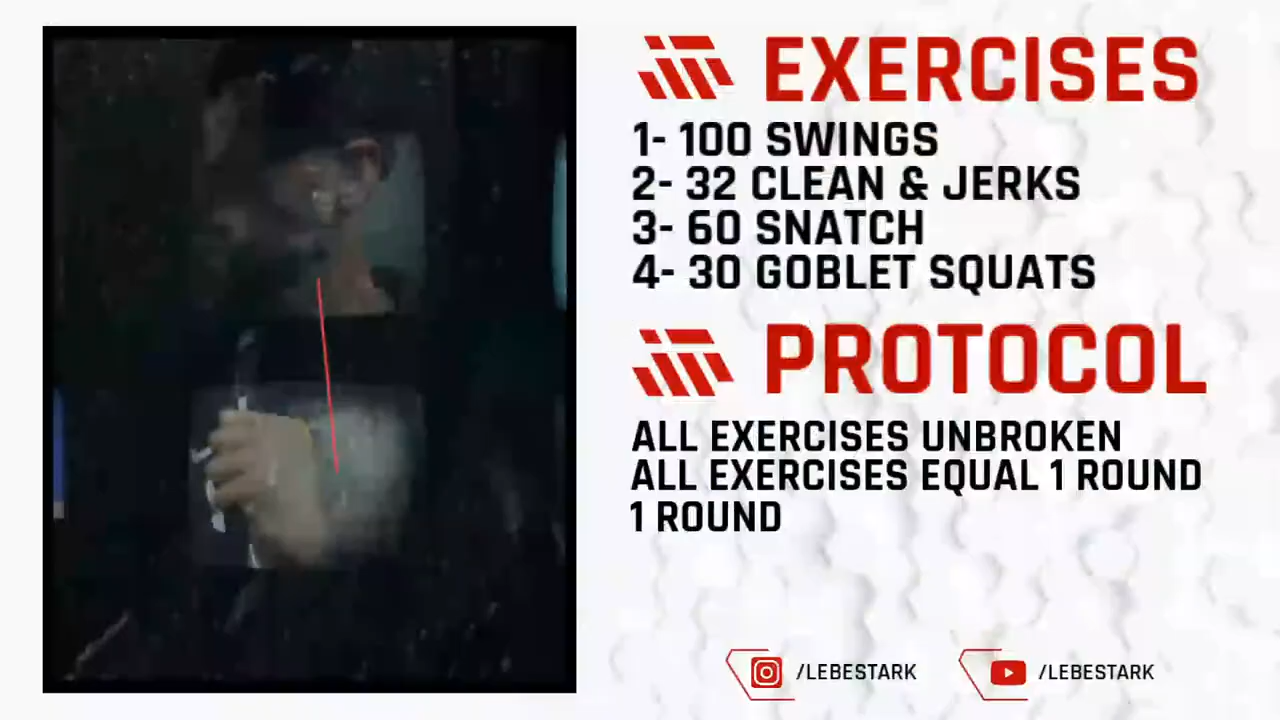 EXERCISES
1- 100 SWINGS
2- 32 CLEAN & JERKS
3- 60 SNATCH
4- 30 GOBLET SQUATS
PROTOCOL
ALL EXERCISES UNBROKEN
ALL EXERCISES EQUAL 1 ROUND
1 ROUND
/LEBESTARK
/LEBESTARK